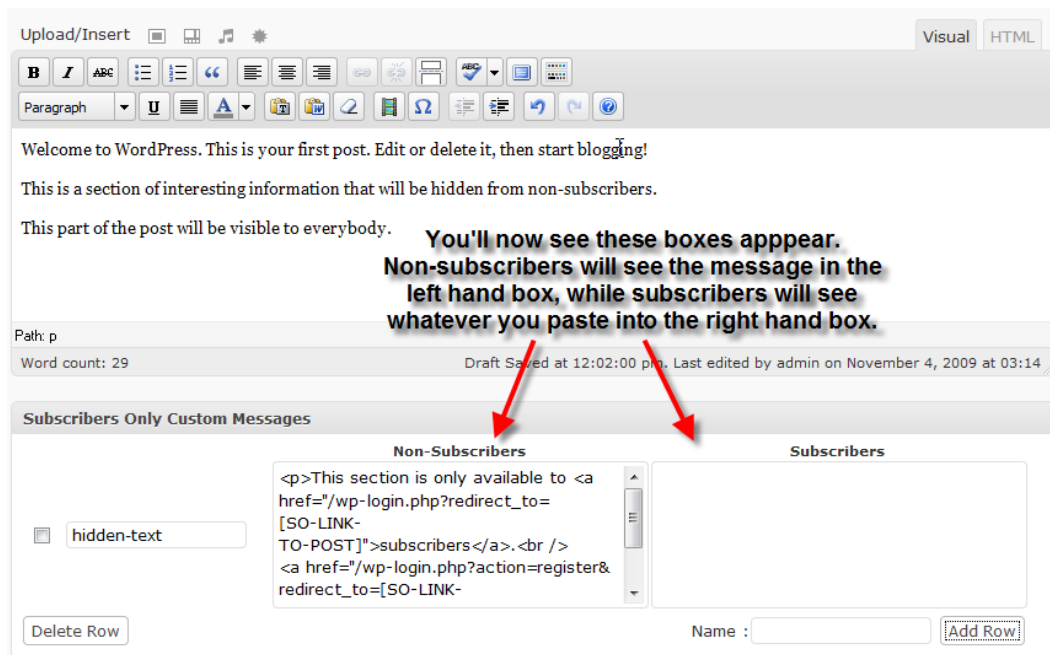 Upload/Insert
Visual HTML
B I ABC
Paragraph U A
Welcome to WordPress. This is your first post. Edit or delete it, then start blogging!
This is a section of interesting information that will be hidden from non-subscribers.
This part of the post will be visible to everybody.
You'll now see these boxes apppear.
Non-subscribers will see the message in the
left hand box, while subscribers will see
whatever you paste into the right hand box.
Path: p
Word count: 29
Draft Saved at 12:02:00 pm. Last edited by admin on November 4, 2009 at 03:14
Subscribers Only Custom Messages
Non-Subscribers
Subscribers
hidden-text
<p>This section is only available to <a
href="/wp-login.php?redirect_to=
[SO-LINK-
TO-POST]">subscribers</a>.<br />
<a href="/wp-login.php?action=register&
redirect_to=[SO-LINK-
Delete Row
Name :
Add Row